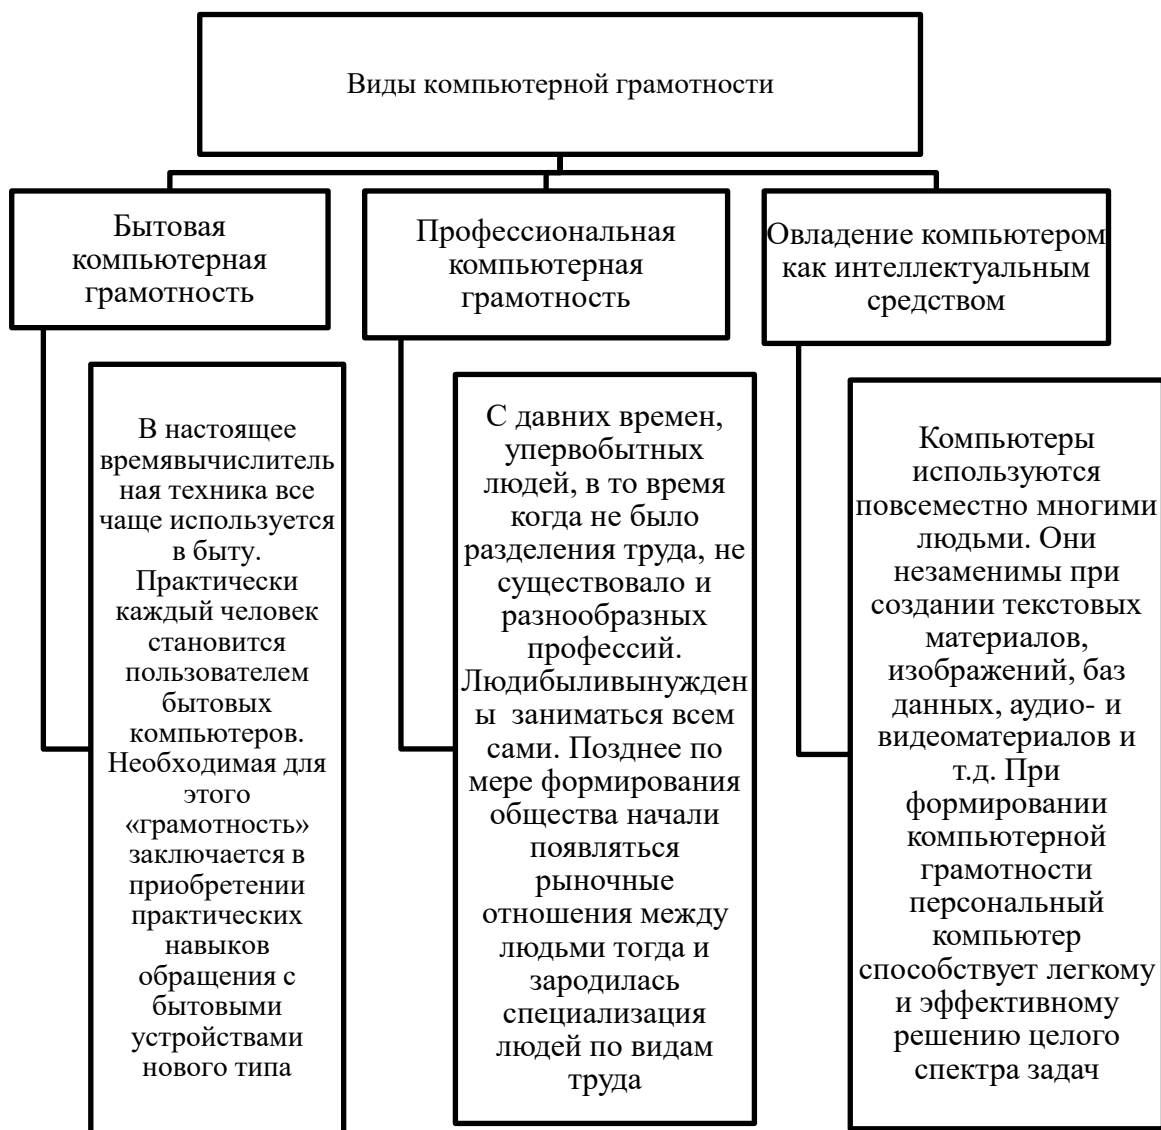 Виды компьютерной грамотности
Бытовая
компьютерная
грамотность
Профессиональная
компьютерная
грамотность
Овладение компьютером
как интеллектуальным
средством
В настоящее
времявычислитель
ная техника все
чаще используется
в быту.
Практически
каждый человек
становится
пользователем
бытовых
компьютеров.
Необходимая для
этого
«грамотность»
заключается в
приобретении
практических
навыков
обращения с
бытовыми
устройствами
нового типа
С давних времен,
упервобытных
людей, в то время
когда не было
разделения труда, не
существовало и
разнообразных
профессий.
Людибыливынужден
ы заниматься всем
сами. Позднее по
мере формирования
общества начали
появляться
рыночные
отношения между
людьми тогда и
зародилась
специализация
людей по видам
труда
Компьютеры
используются
повсеместно многими
людьми. Они
незаменимы при
создании текстовых
материалов,
изображений, баз
данных, аудио- и
видеоматериалов и
т.д. При
формировании
компьютерной
грамотности
персональный
компьютер
способствует легкому
и эффективному
решению целого
спектра задач